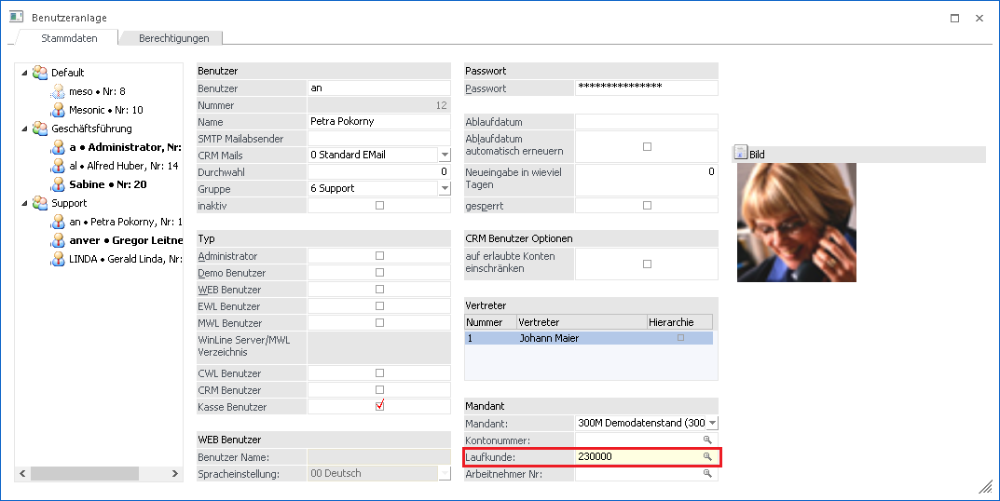 Benutzeranlage
Stammdaten
Berechtigungen
Default
meso • Nr: 8
Mesonic • Nr: 10
Geschäftsführung
a • Administrator, Nr:
al • Alfred Huber, Nr: 14
Sabine • Nr: 20
Support
an • Petra Pokorny, Nr: 1
anver • Gregor Leitne
LINDA • Gerald Linda, Nr:
Benutzer
Benutzer an
Nummer 12
Name Petra Pokorny
SMTP Mailabsender
CRM Mails 0 Standard EMail
Durchwahl 0
Gruppe 6 Support
inaktiv
Typ
Administrator
Demo Benutzer
WEB Benutzer
EWL Benutzer
MWL Benutzer
WinLine Server/MWL
Verzeichnis
CWL Benutzer
CRM Benutzer
Kasse Benutzer
WEB Benutzer
Benutzer Name:
Spracheinstellung: 00 Deutsch
Passwort
Passwort ***************
Ablaufdatum
Ablaufdatum
automatisch erneuern
Neueingabe in wieviel 0
Tagen
gesperrt
CRM Benutzer Optionen
auf erlaubte Konten
einschränken
Vertreter
Nummer Vertreter Hierarchie
1 Johann Maier
Mandant
Mandant: 300M Demodatenstand (300
Kontonummer:
Laufkunde: 230000
Arbeitnehmer Nr:
Bild